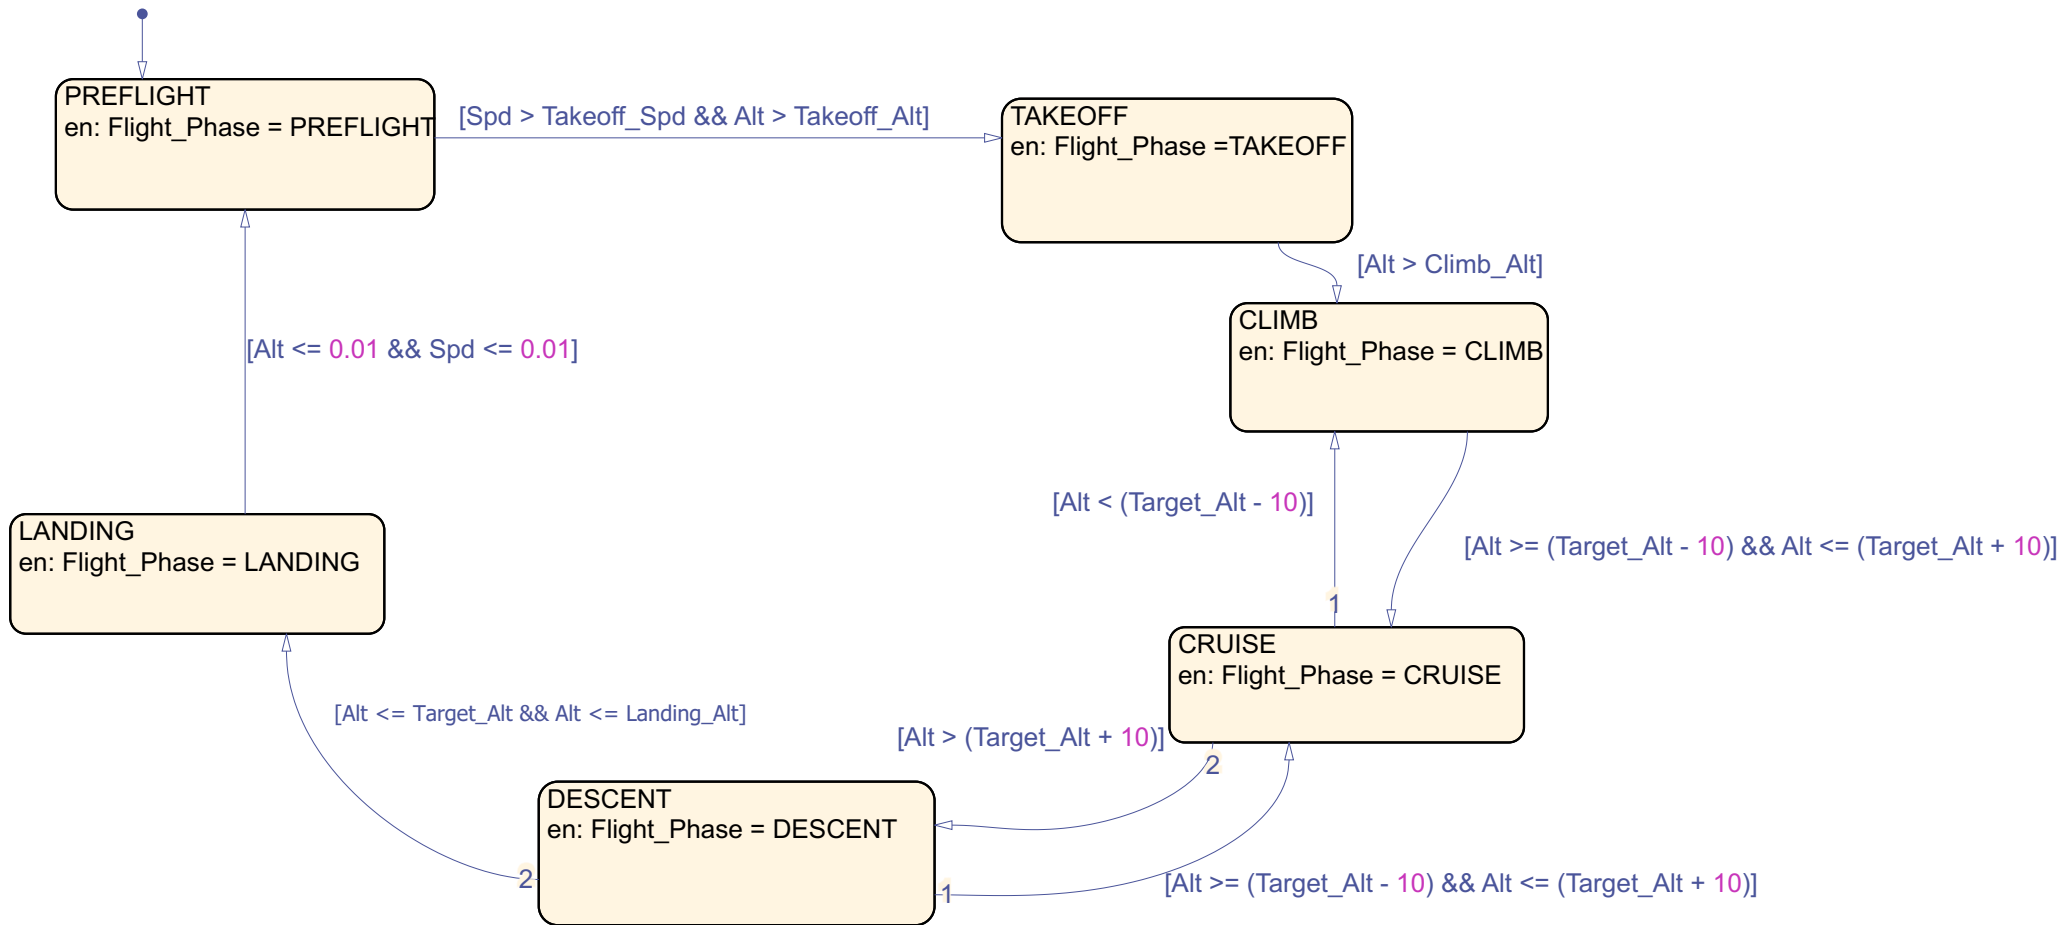 PREFLIGHT
en: Flight_Phase = PREFLIGHT
[Spd > Takeoff_Spd && Alt > Takeoff_Alt]
TAKEOFF
en: Flight_Phase =TAKEOFF
[Alt > Climb_Alt]
CLIMB
en: Flight_Phase = CLIMB
[Alt <= 0.01 && Spd <= 0.01]
[Alt < (Target_Alt - 10)]
[Alt >= (Target_Alt - 10) && Alt <= (Target_Alt + 10)]
LANDING
en: Flight_Phase = LANDING
1
CRUISE
en: Flight_Phase = CRUISE
[Alt <= Target_Alt && Alt <= Landing_Alt]
[Alt > (Target_Alt + 10)]
2
DESCENT
en: Flight_Phase = DESCENT
2
1
[Alt >= (Target_Alt - 10) && Alt <= (Target_Alt + 10)]